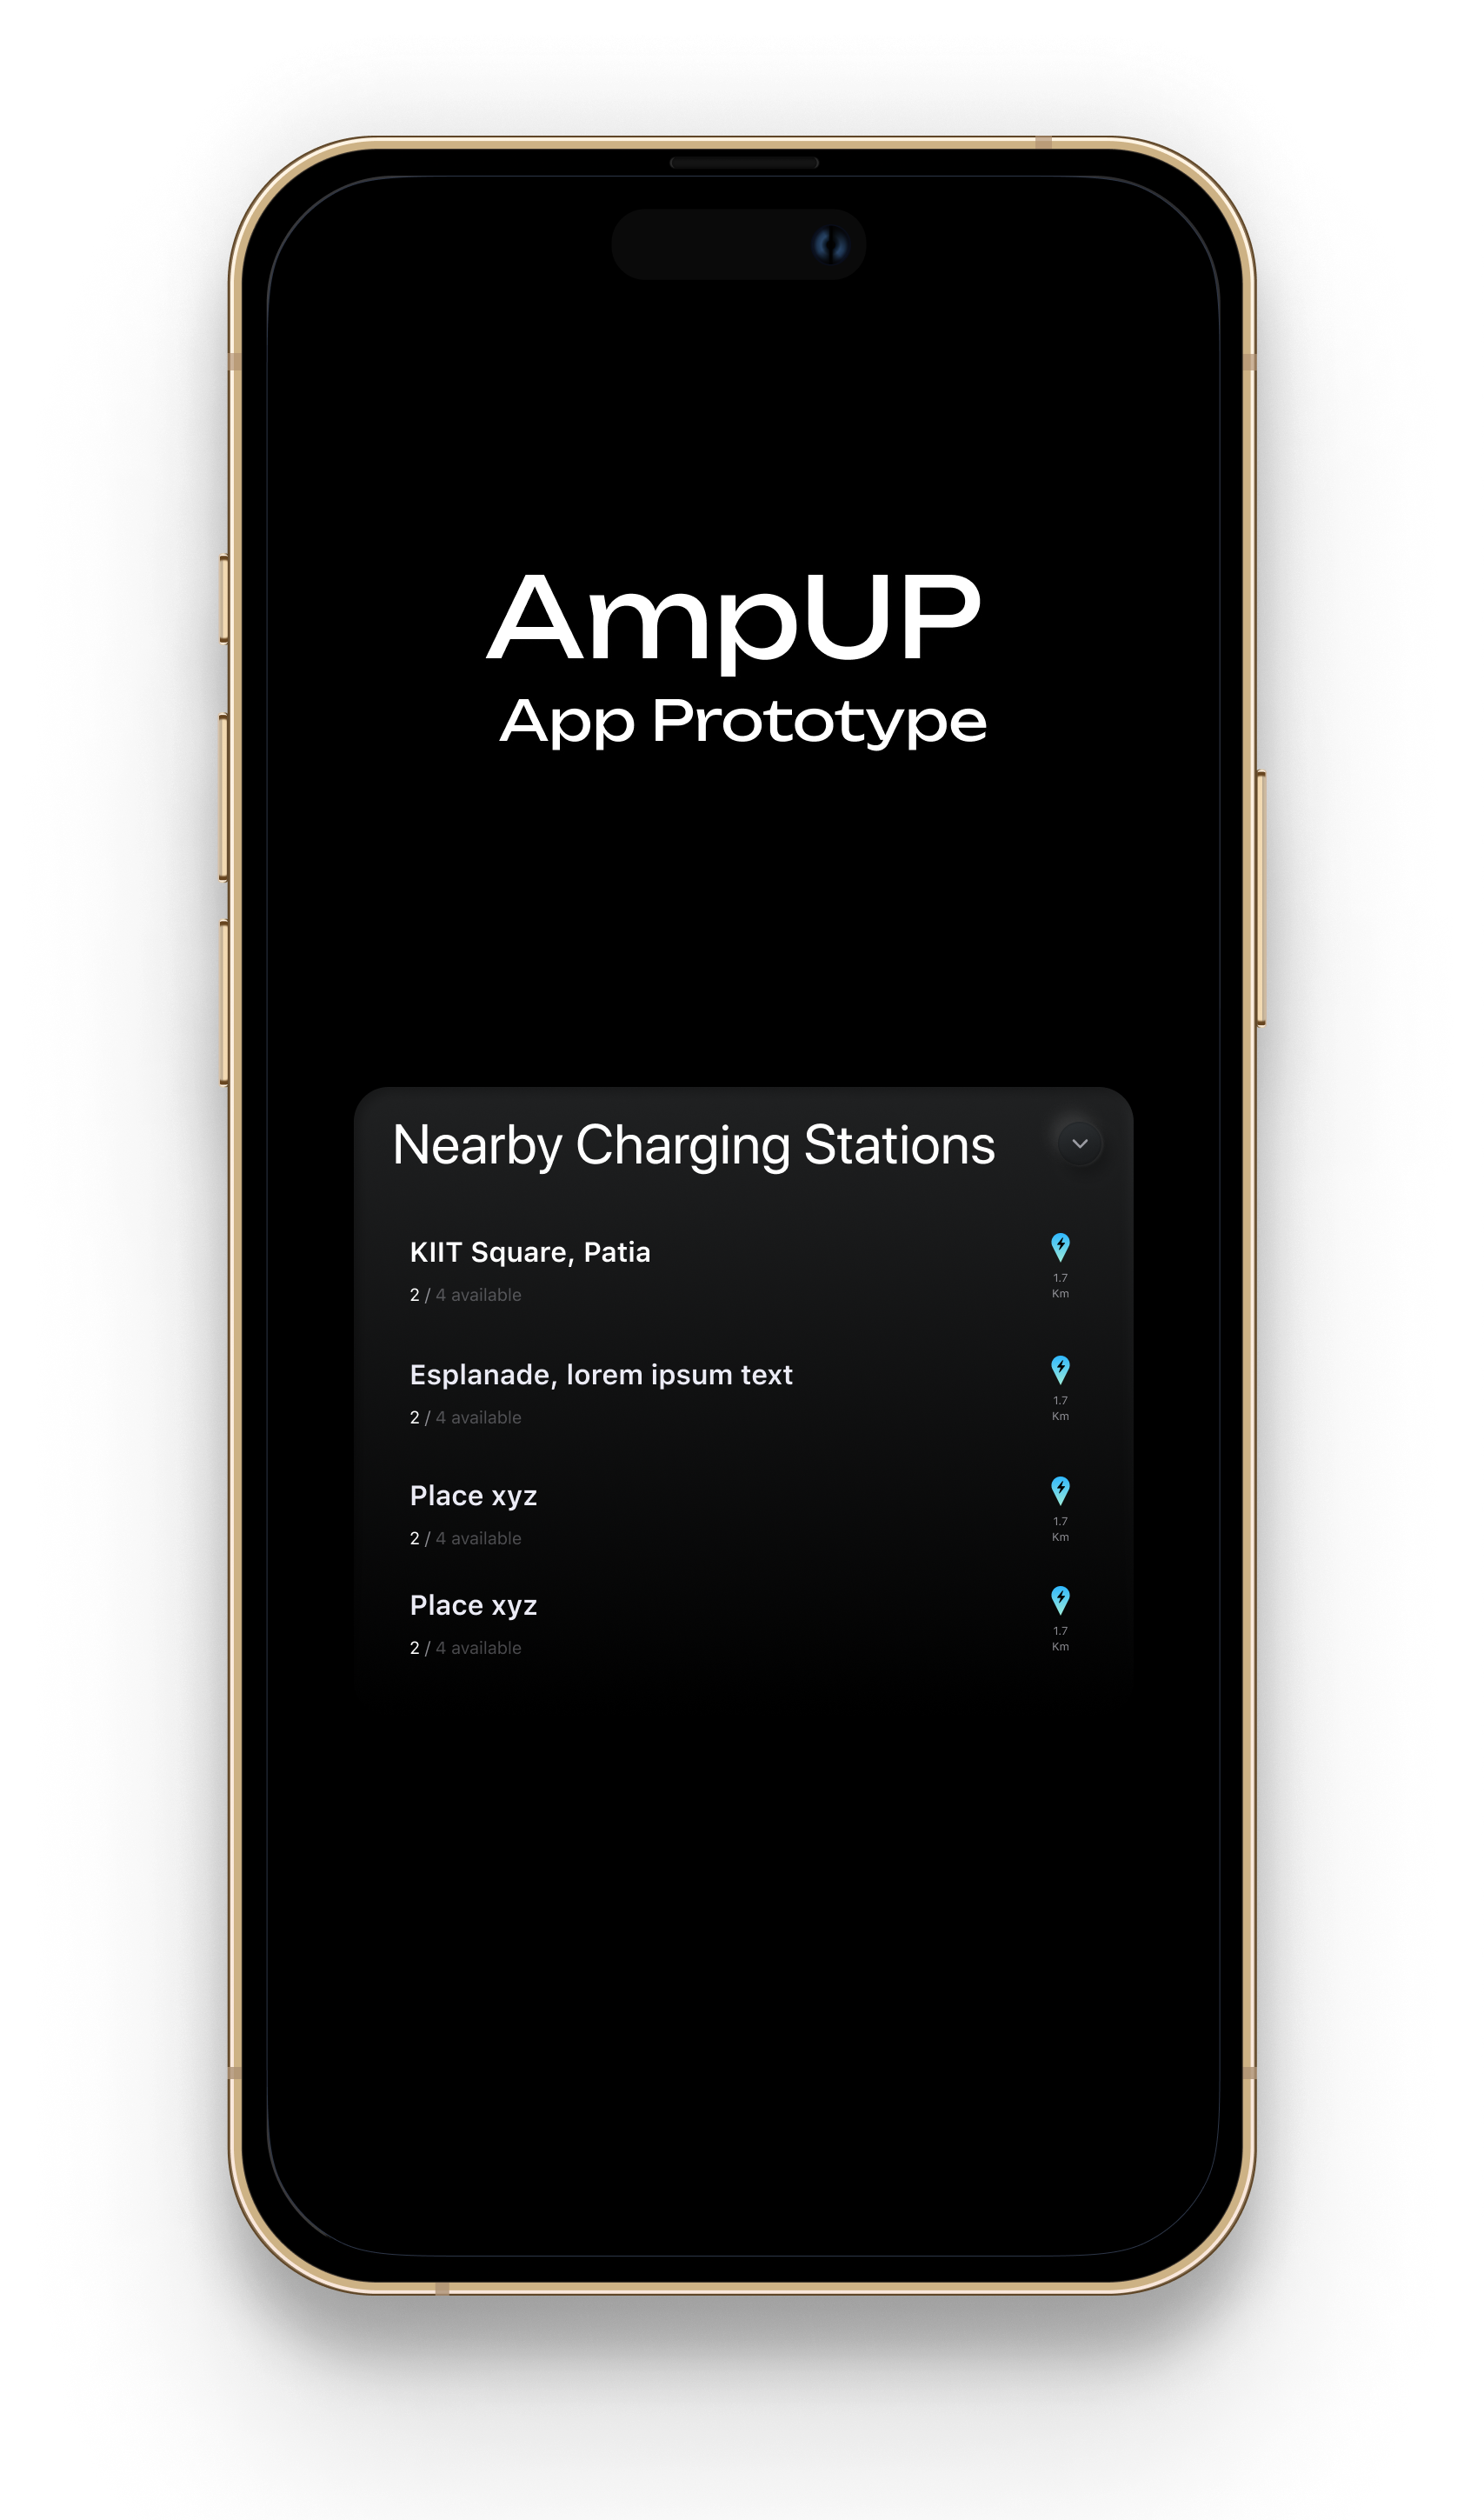 AmpUP
App Prototype
Nearby Charging Stations
KIIT Square, Patia
2 / 4 available
1.7
Km
Esplanade, lorem ipsum text
2 / 4 available
1.7
Km
Place xyz
2 / 4 available
1.7
Km
Place xyz
2 / 4 available
1.7
Km